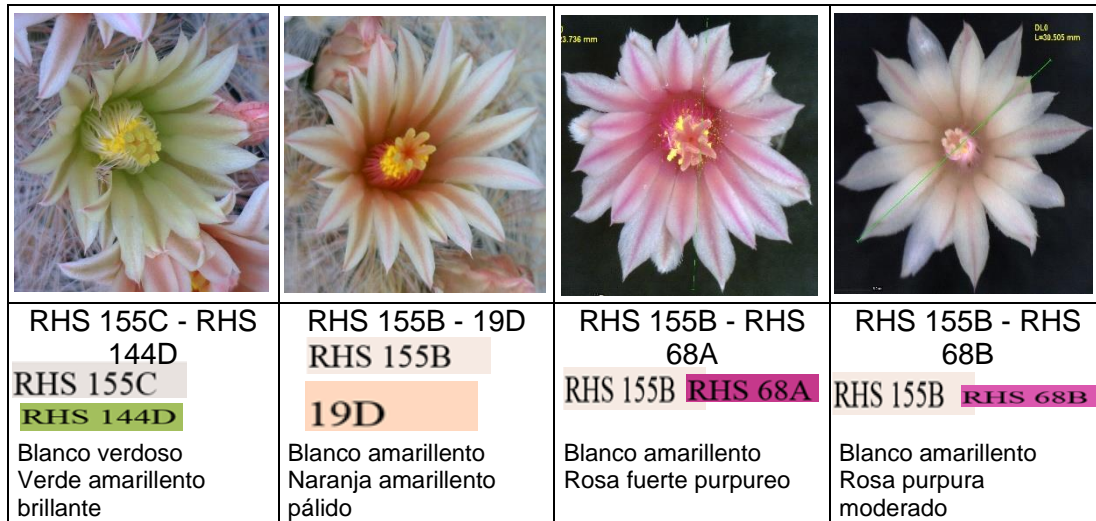 23.736 mm
DL0
L=30.505 mm
RHS 155C - RHS
144D
RHS 155C
RHS 144D
Blanco verdoso
Verde amarillento
brillante
RHS 155B - 19D
RHS 155B
19D
Blanco amarillento
Naranja amarillento
pálido
RHS 155B - RHS
68A
RHS 155B RHS 68A
Blanco amarillento
Rosa fuerte purpureo
RHS 155B - RHS
68B
RHS 155B RHS 68B
Blanco amarillento
Rosa purpura
moderado